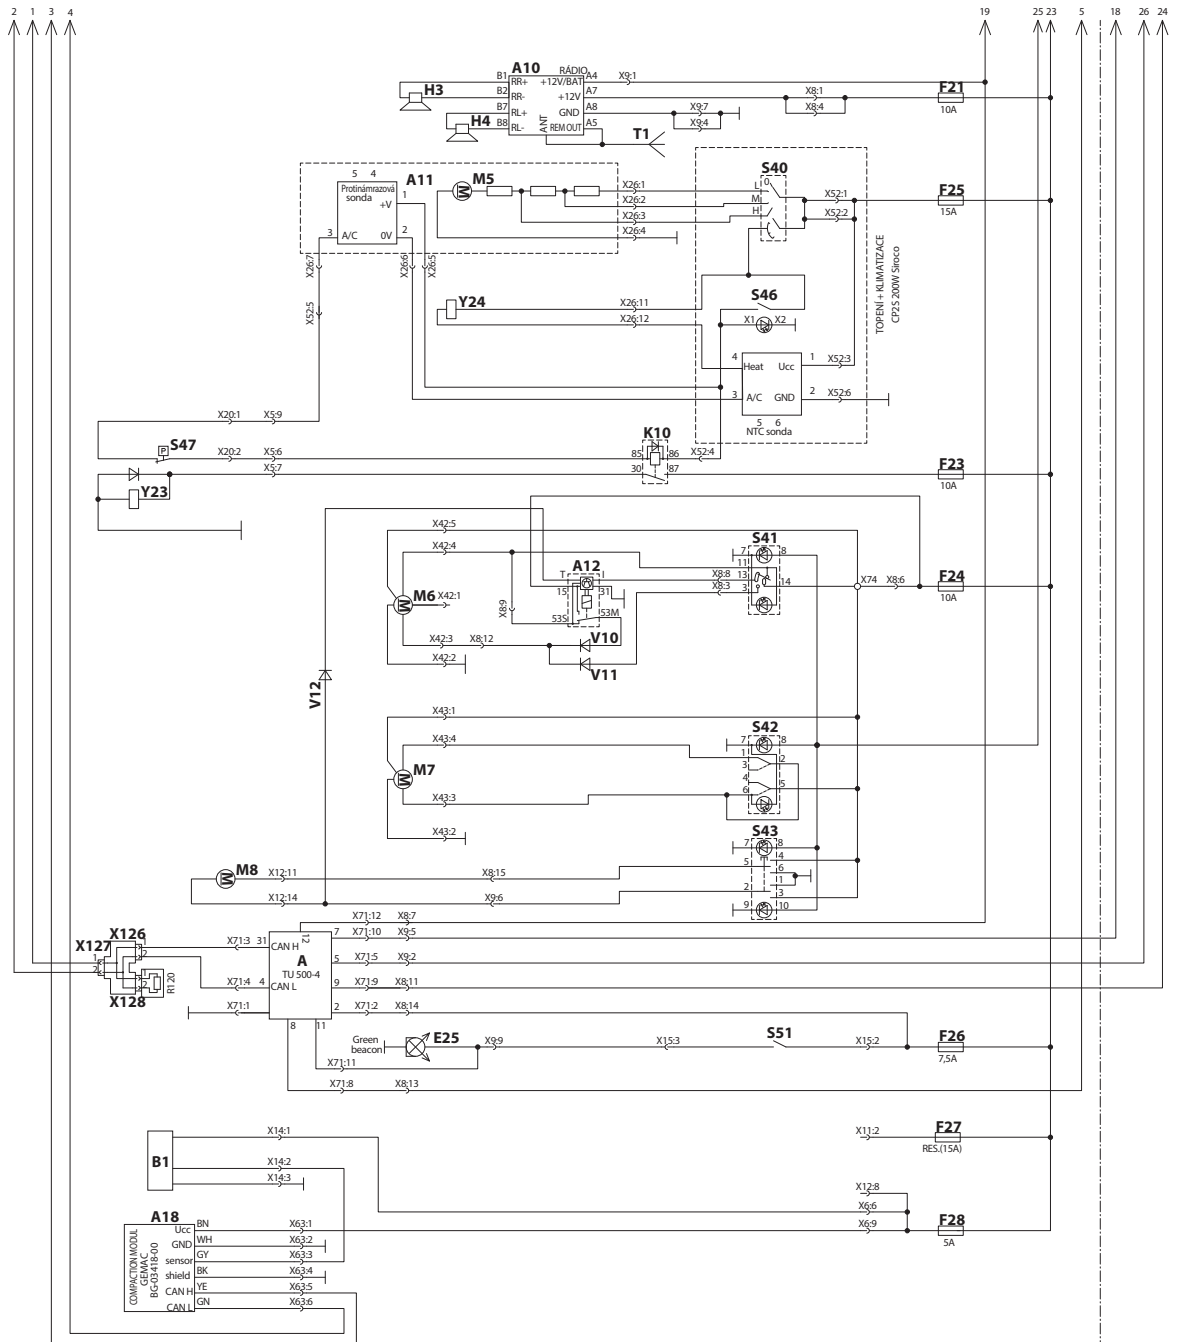 2 1 3 4 19 25 23 5 18 26 24
A10 RÁDIO
B1 RR+ +12V/BAT A4 X9:1
B2 RR- +12V A7 X8:1 F21
H3
X8:4 10A
B7 RL+ GND A8 X9:7
B8 RL- ANT REM OUT A5 X9:4
H4
T1
5 4
A11
M5
M
Protinámrazová
sonda
+V 1
3 A/C 0V 2
X26:1
X26:2
X26:3
X26:4
S40
0
L
M
H
X52:1 F25
X52:2 15A
X26:7
X26:6
X26:5
X52:5
TOPENÍ + KLIMATIZACE
CP2S 200W Siroco
Y24
X26:11
X26:12
S46
X1 X2
4 Heat Ucc 1 X52:3
3 A/C GND 2 X52:6
5 6
NTC sonda
X20:1 X5:9
S47
P
X20:2 X5:6
X5:7
K10
85 86 X52:4
30 87
F23
10A
Y23
X42:5
X42:4
S41
7 8
11
X8:8 13
X8:3 3
14
X74 X8:6 F24
10A
A12
T I
15 31
53S 53M
M6
M
X42:1
X8:9
X42:3 X8:12
X42:2
V10
V11
V12
X43:1
X43:4
M7
M
X43:3
X43:2
S42
7 8
1
3
2
4
6
5
S43
7 8
5 4
6
1
2
3
9 10
M8
M
X12:11 X8:15
X12:14 X9:6
X71:12 X8:7
12
7 X71:10 X9:5
X127
X126
1
2
1
2
X71:3 31 CAN H
A
TU 500-4
5 X71:5 X9:2
X71:4 4 CAN L
9 X71:9 X8:11
1
2
R120
X128
X71:1
2 X71:2 X8:14
8 11
Green
beacon
E25
X9:9 X15:3
S51
X15:2
F26
7,5A
X71:11
X71:8 X8:13
B1
X14:1
X14:2
X14:3
X11:2 F27
RES.(15A)
X12:8
X6:6
X6:9
F28
5A
A18
COMPACTION MODUL
GEMAC
BG-03418-00
Ucc BN X63:1
GND WH X63:2
sensor GY X63:3
shield BK X63:4
CAN H YE X63:5
CAN L GN X63:6